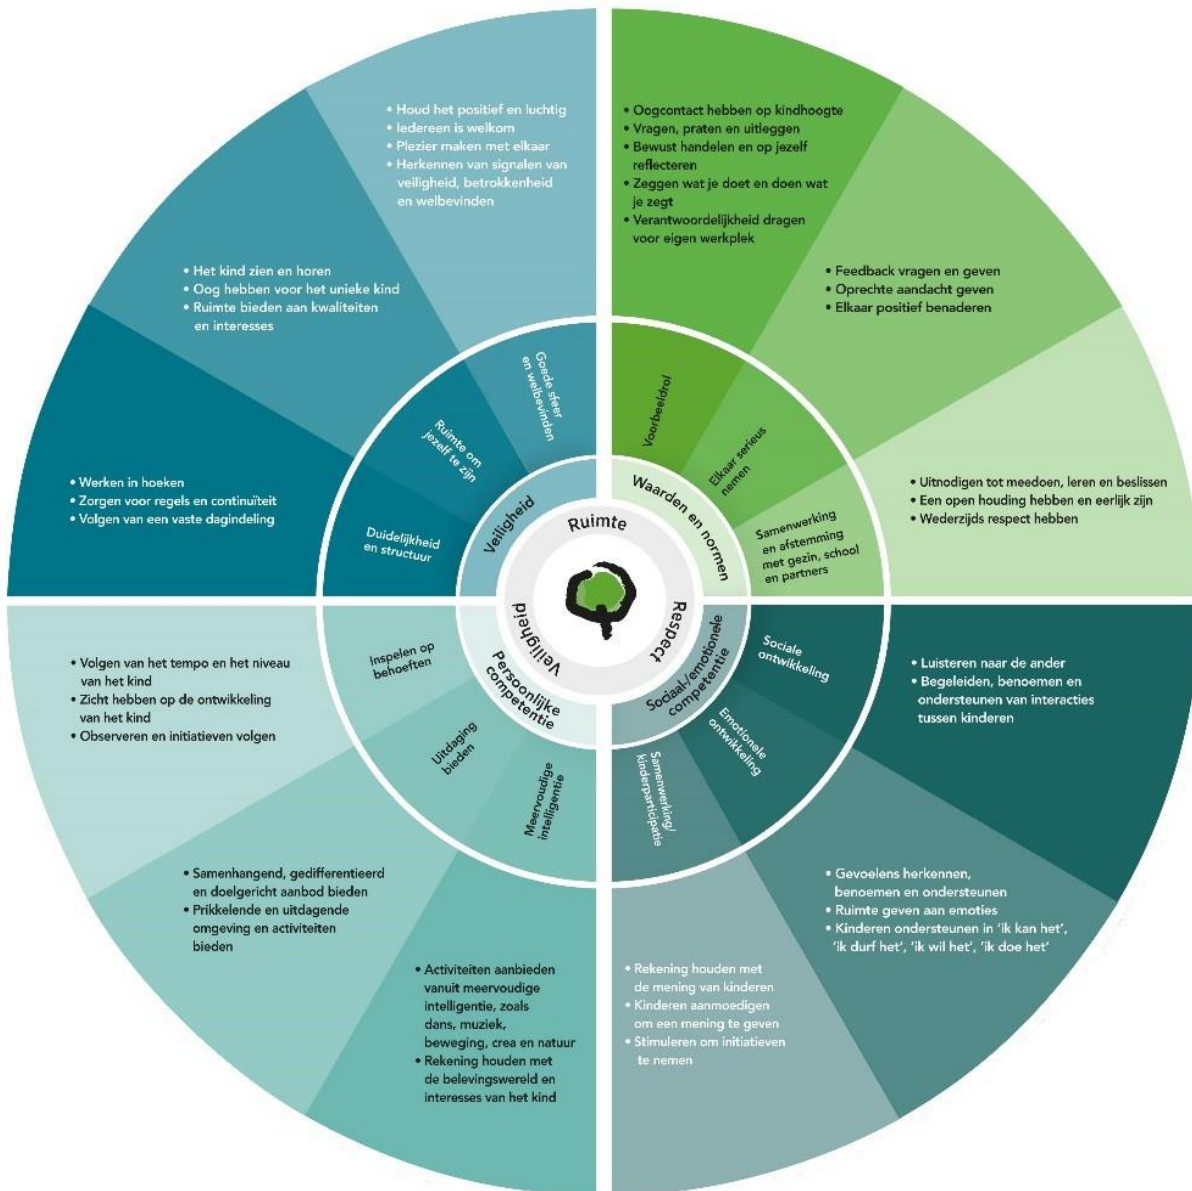 • Houd het positief en luchtig
• Iedereen is welkom
• Plezier maken met elkaar
• Herkennen van signalen van
veiligheid, betrokkenheid
en welbevinden
• Het kind zien en horen
• Oog hebben voor het unieke kind
• Ruimte bieden aan kwaliteiten
en interesses
• Werken in hoeken
• Zorgen voor regels en continuïteit
• Volgen van een vaste dagindeling
Goede sfeer
en welbevinden
Ruimte om
jezelf te zijn
Duidelijkheid
en structuur
Veiligheid
• Oogcontact hebben op kindhoogte
• Vragen, praten en uitleggen
• Bewust handelen en op jezelf
reflecteren
• Zeggen wat je doet en doen wat
je zegt
• Verantwoordelijkheid dragen
voor eigen werkplek
• Feedback vragen en geven
• Oprechte aandacht geven
• Elkaar positief benaderen
• Uitnodigen tot meedoen, leren en beslissen
• Een open houding hebben en eerlijk zijn
• Wederzijds respect hebben
Voorbeeldrol
Elkaar serieus
nemen
Samenwerking
en afstemming
met gezin, school
en partners
Waarden en normen
Ruimte
Respect
Veiligheid
Sociaal-/emotionele
competentie
Sociale
ontwikkeling
Emotionele
ontwikkeling
Samenwerking/
kinderparticipatie
• Luisteren naar de ander
• Begeleiden, benoemen en
ondersteunen van interacties
tussen kinderen
• Gevoelens herkennen,
benoemen en ondersteunen
• Ruimte geven aan emoties
• Kinderen ondersteunen in ‘ik kan het’,
‘ik durf het’, ‘ik wil het’, ‘ik doe het’
• Rekening houden met
de mening van kinderen
• Kinderen aanmoedigen
om een mening te geven
• Stimuleren om initiatieven
te nemen
Persoonlijke
competentie
Inspelen op
behoeften
Uitdaging
bieden
Meervoudige
intelligentie
• Volgen van het tempo en het niveau
van het kind
• Zicht hebben op de ontwikkeling
van het kind
• Observeren en initiatieven volgen
• Samenhangend, gedifferentieerd
en doelgericht aanbod bieden
• Prikkelende en uitdagende
omgeving en activiteiten
bieden
• Activiteiten aanbieden
vanuit meervoudige
intelligentie, zoals
dans, muziek,
beweging, crea en natuur
• Rekening houden met
de belevingswereld en
interesses van het kind